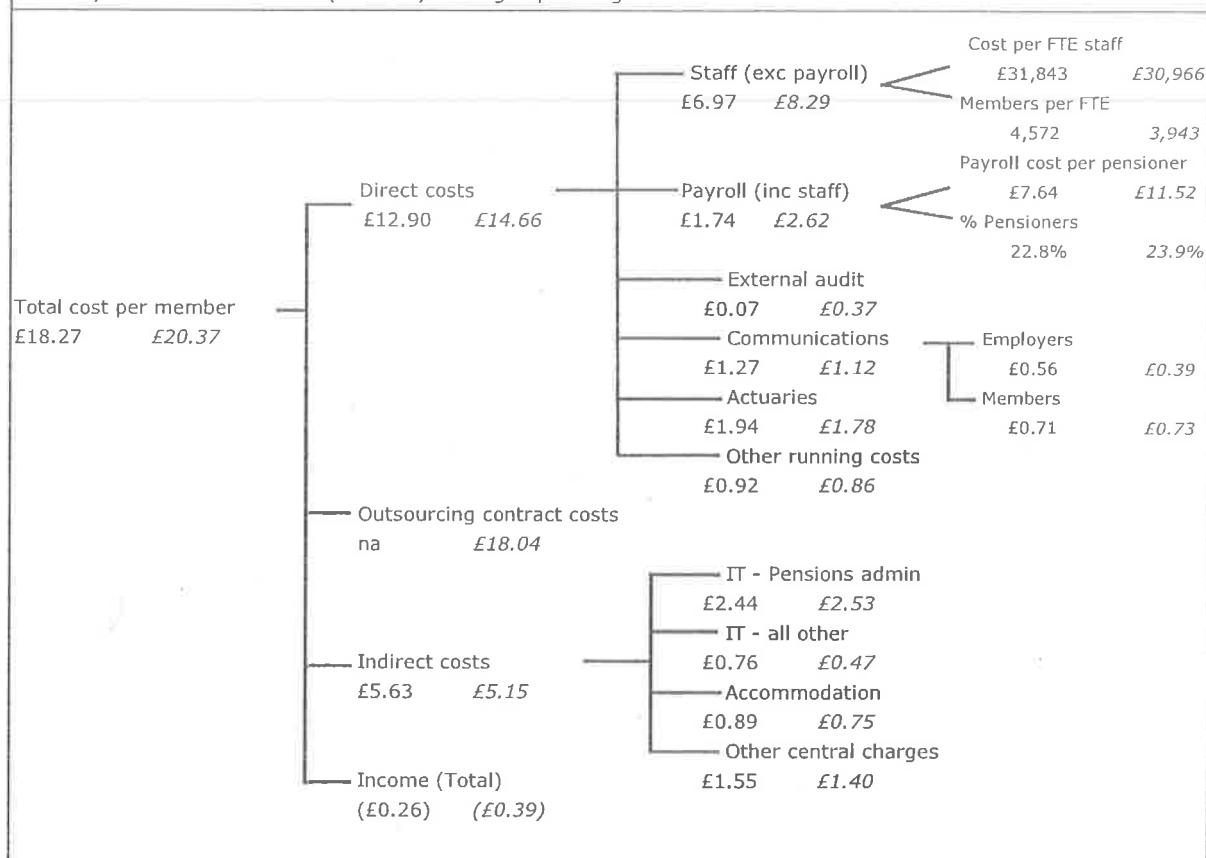 Cost per FTE staff
Staff (exc payroll) £31,843 £30,966
£6.97 £8.29 Members per FTE
4,572 3,943
Payroll cost per pensioner
Direct costs Payroll (inc staff) £7.64 £11.52
£12.90 £14.66 £1.74 £2.62 % Pensioners
22.8% 23.9%
External audit
Total cost per member £0.07 £0.37
£18.27 £20.37 Communications Employers
£1.27 £1.12 £0.56 £0.39
Actuaries Members
£1.94 £1.78 £0.71 £0.73
Other running costs
£0.92 £0.86
Outsourcing contract costs
na £18.04
IT - Pensions admin
£2.44 £2.53
IT - all other
Indirect costs £0.76 £0.47
£5.63 £5.15 Accommodation
£0.89 £0.75
Other central charges
Income (Total) £1.55 £1.40
(£0.26) (£0.39)